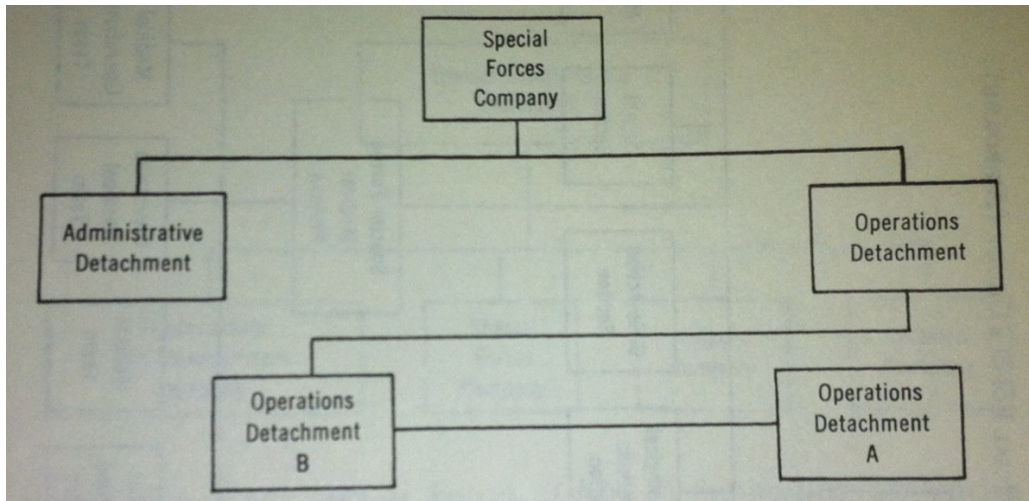 Special
Forces
Company
Administrative
Detachment
Operations
Detachment
Operations
Detachment
B
Operations
Detachment
A